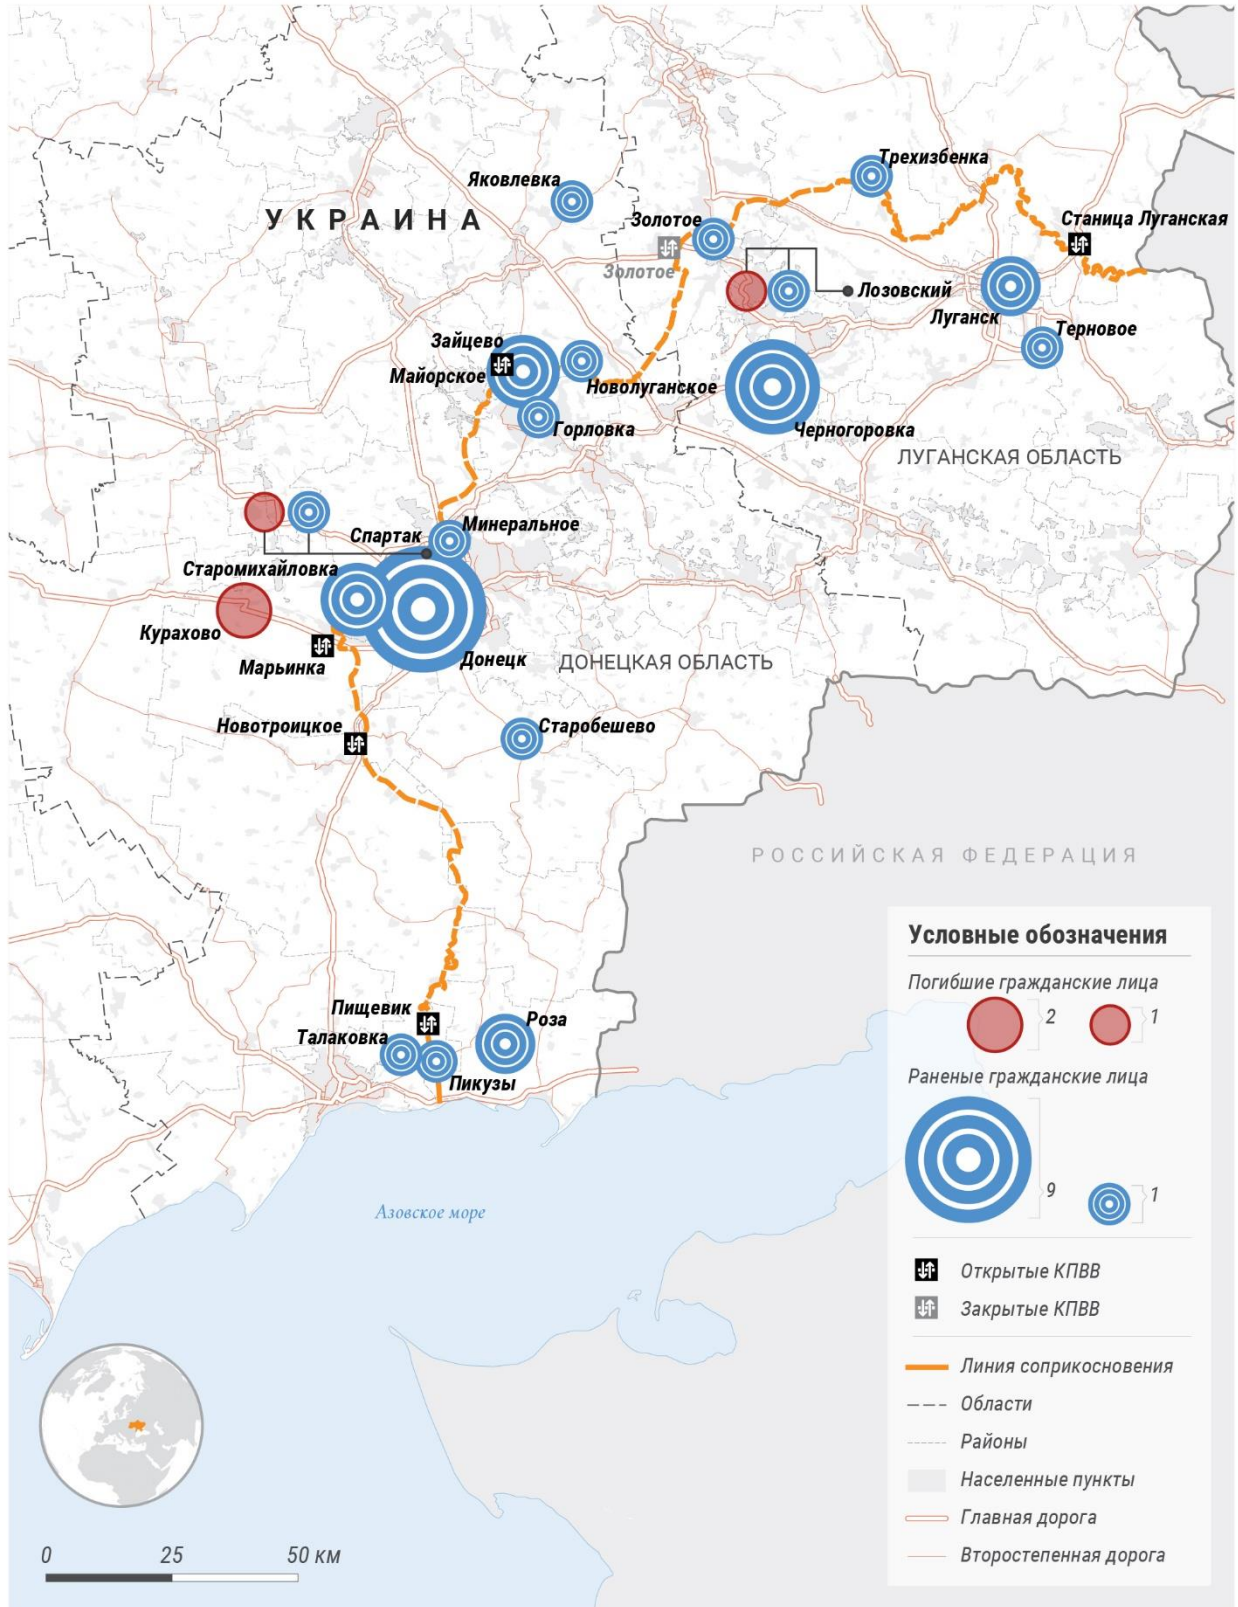 Трехизбенка
Яковлевка
УКРАИНА
Золотое
Станица Луганская
Золотое
Лозовский
Луганск
Терновое
Зайцево
Майорское
Новолуганское
Горловка
Черногоровка
ЛУГАНСКАЯ ОБЛАСТЬ
Минеральное
Спартак
Старомихайловка
Курахово
Марьинка
Донецк
ДОНЕЦКАЯ ОБЛАСТЬ
Новотроицкое
Старобешево
РОССИЙСКАЯ ФЕДЕРАЦИЯ
Пищевик
Роза
Талаковка
Пикузы
Азовское море
Условные обозначения
Погибшие гражданские лица
2
1
Раненые гражданские лица
9
1
Открытые КПВВ
Закрытые КПВВ
Линия соприкосновения
Области
Районы
Населенные пункты
Главная дорога
Второстепенная дорога
0 25 50 км